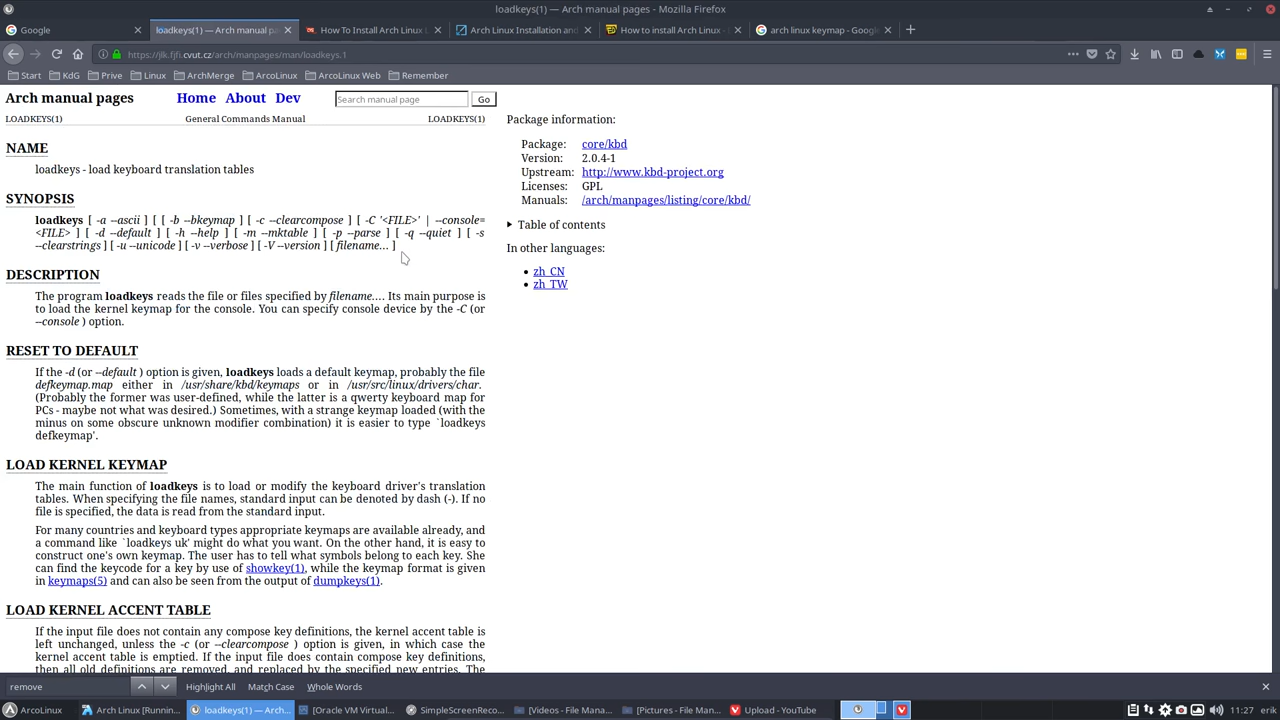 loadkeys(1) — Arch manual pages - Mozilla Firefox
Google
loadkeys(1) — Arch manual pa
How To Install Arch Linux L
Arch Linux Installation and
How to install Arch Linux -
arch linux keymap - Google
https://jlk.fjfi.cvut.cz/arch/manpages/man/loadkeys.1
Start KdG Prive Linux ArchMerge ArcoLinux ArcoLinux Web Remember
Arch manual pages Home About Dev Search manual page Go
LOADKEYS(1) General Commands Manual LOADKEYS(1)
NAME
loadkeys - load keyboard translation tables
SYNOPSIS
loadkeys [ -a --ascii ] [ [ -b --bkeymap ] [ -c --clearcompose ] [ -C '<FILE>' | --console=
<FILE> ] [ -d --default ] [ -h --help ] [ -m --mktable ] [ -p --parse ] [ -q --quiet ] [ -s
--clearstrings ] [ -u --unicode ] [ -v --verbose ] [ -V --version ] [ filename... ]
DESCRIPTION
The program loadkeys reads the file or files specified by filename.... Its main purpose is
to load the kernel keymap for the console. You can specify console device by the -C (or
--console ) option.
RESET TO DEFAULT
If the -d (or --default ) option is given, loadkeys loads a default keymap, probably the file
defkeymap.map either in /usr/share/kbd/keymaps or in /usr/src/linux/drivers/char.
(Probably the former was user-defined, while the latter is a qwerty keyboard map for
PCs - maybe not what was desired.) Sometimes, with a strange keymap loaded (with the
minus on some obscure unknown modifier combination) it is easier to type `loadkeys
defkeymap'.
LOAD KERNEL KEYMAP
The main function of loadkeys is to load or modify the keyboard driver's translation
tables. When specifying the file names, standard input can be denoted by dash (-). If no
file is specified, the data is read from the standard input.
For many countries and keyboard types appropriate keymaps are available already, and
a command like `loadkeys uk' might do what you want. On the other hand, it is easy to
construct one's own keymap. The user has to tell what symbols belong to each key. She
can find the keycode for a key by use of showkey(1), while the keymap format is given
in keymaps(5) and can also be seen from the output of dumpkeys(1).
LOAD KERNEL ACCENT TABLE
If the input file does not contain any compose key definitions, the kernel accent table is
left unchanged, unless the -c (or --clearcompose ) option is given, in which case the
kernel accent table is emptied. If the input file does contain compose key definitions,
then all old definitions are removed, and replaced by the specified new entries. The
Package information:
Package: core/kbd
Version: 2.0.4-1
Upstream: http://www.kbd-project.org
Licenses: GPL
Manuals: /arch/manpages/listing/core/kbd/
Table of contents
In other languages:
zh_CN
zh_TW
remove Highlight All Match Case Whole Words
ArcoLinux
Arch Linux [Runnin...
loadkeys(1) — Arch...
[Oracle VM Virtual...
SimpleScreenReco...
[Videos - File Mana...
[Pictures - File Man...
Upload - YouTube
11:27 erik